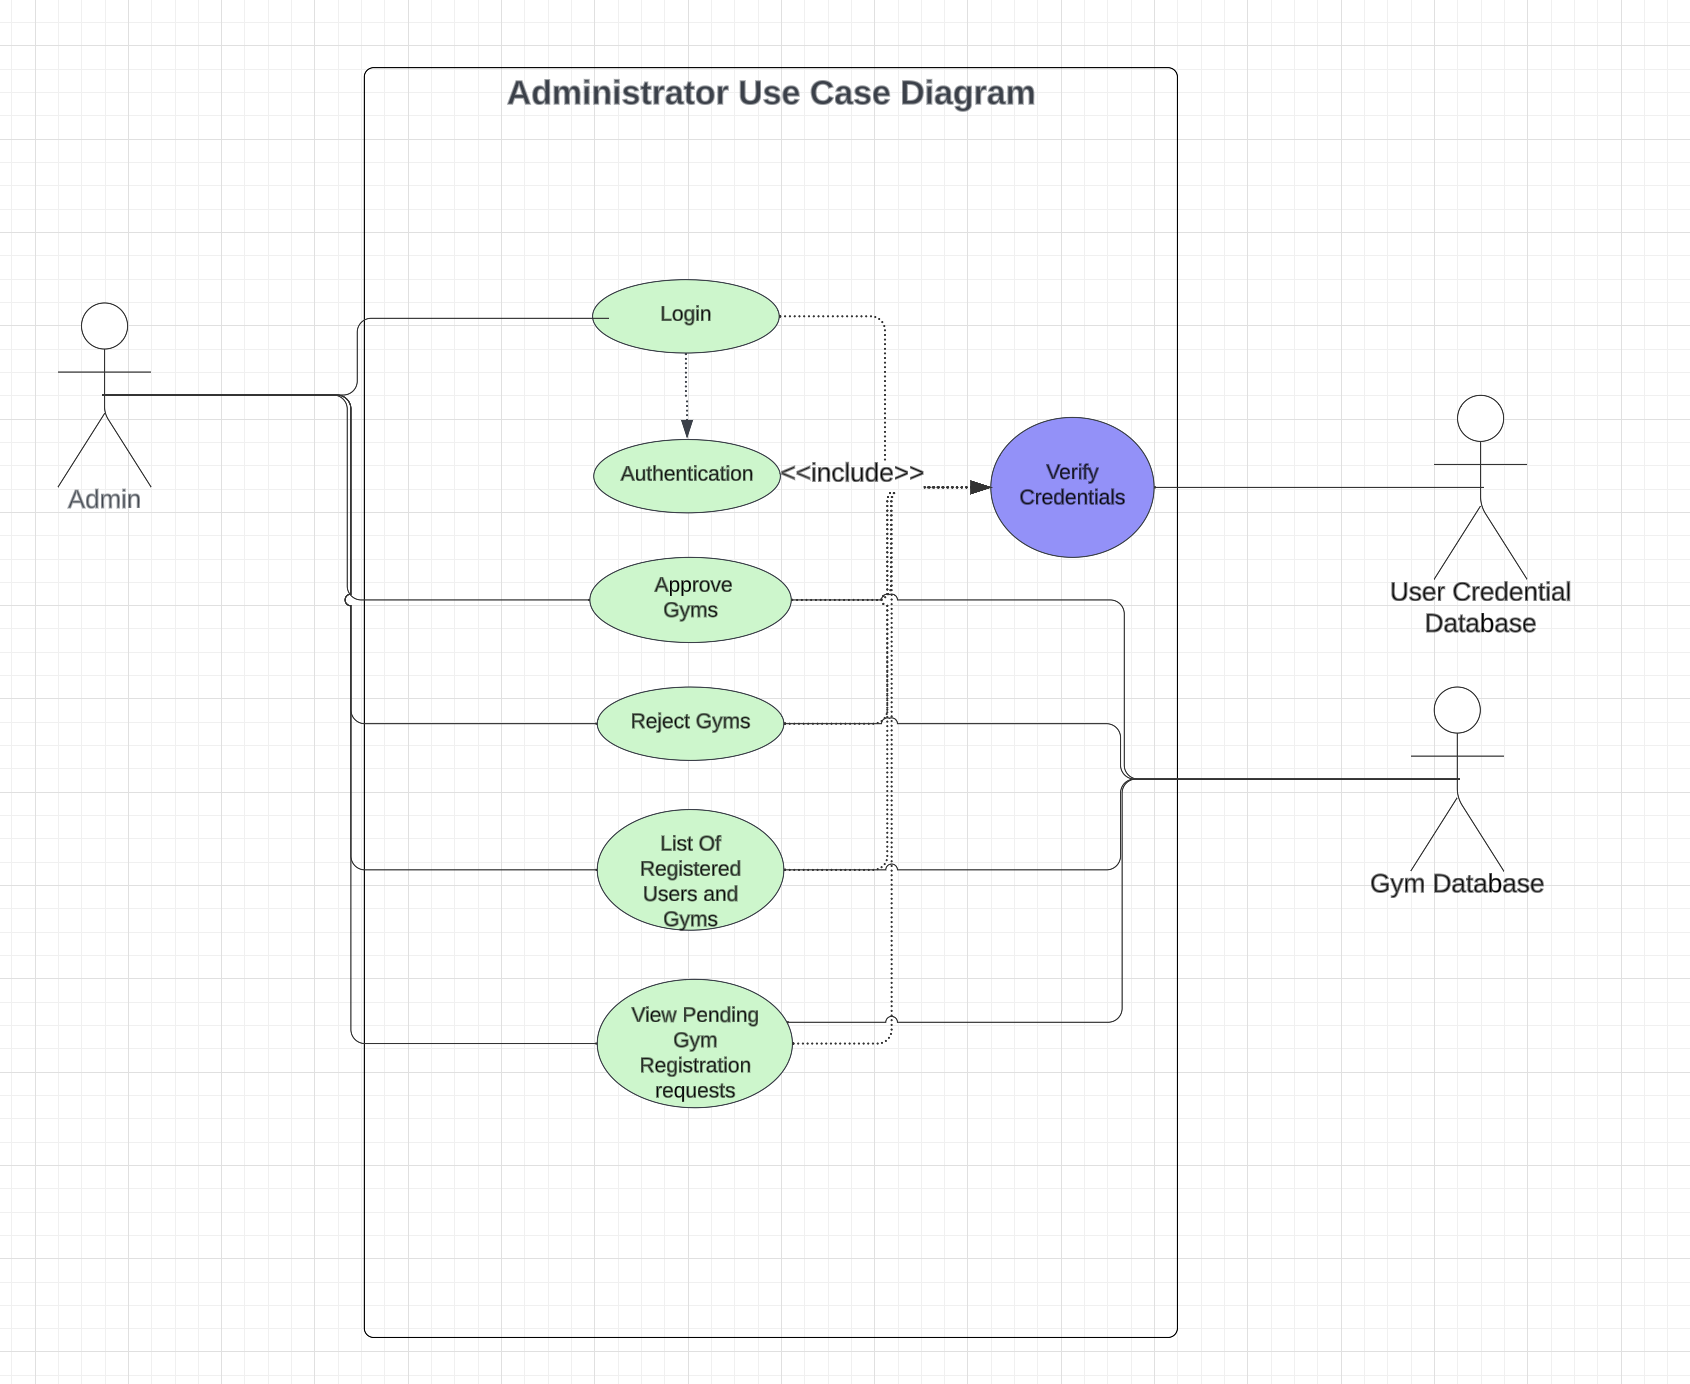 Administrator Use Case Diagram
Login
Admin
Authentication
<<include>>
Verify
Credentials
Approve
Gyms
User Credential
Database
Reject Gyms
List Of
Registered
Users and
Gyms
Gym Database
View Pending
Gym
Registration
requests